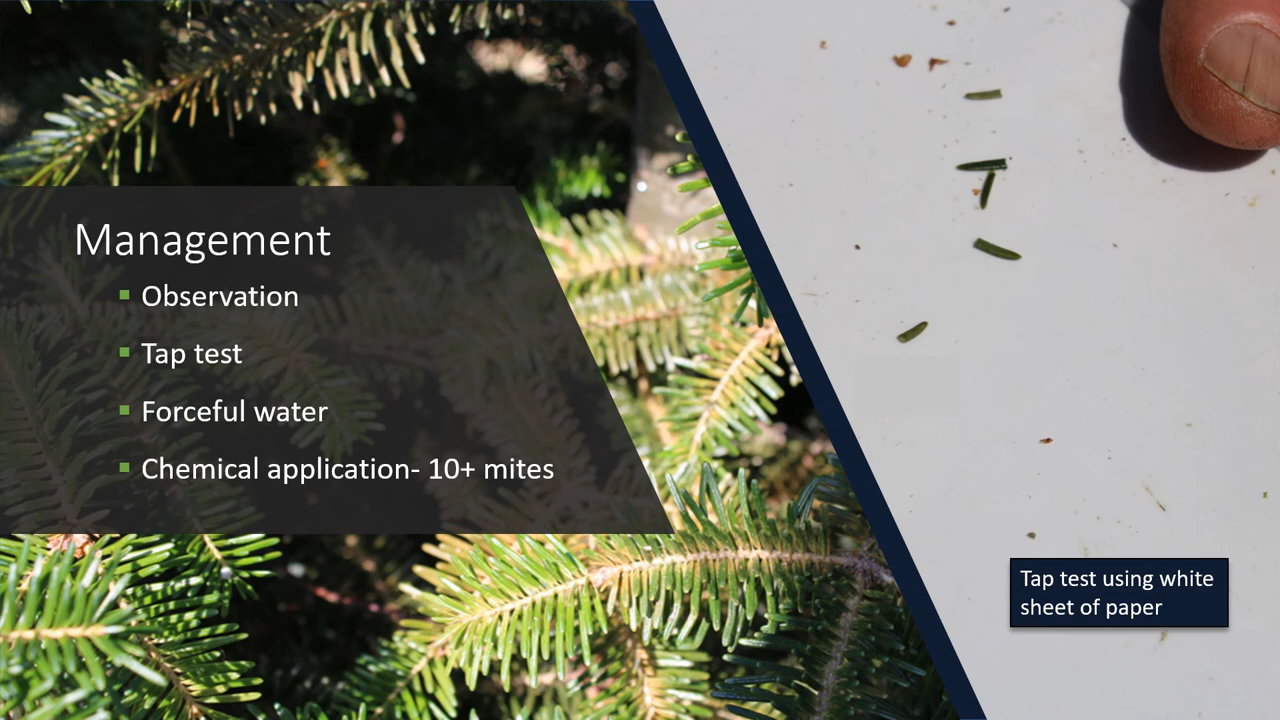 Management
▪ Observation
▪ Tap test
▪ Forceful water
▪ Chemical application- 10+ mites
Tap test using white
sheet of paper